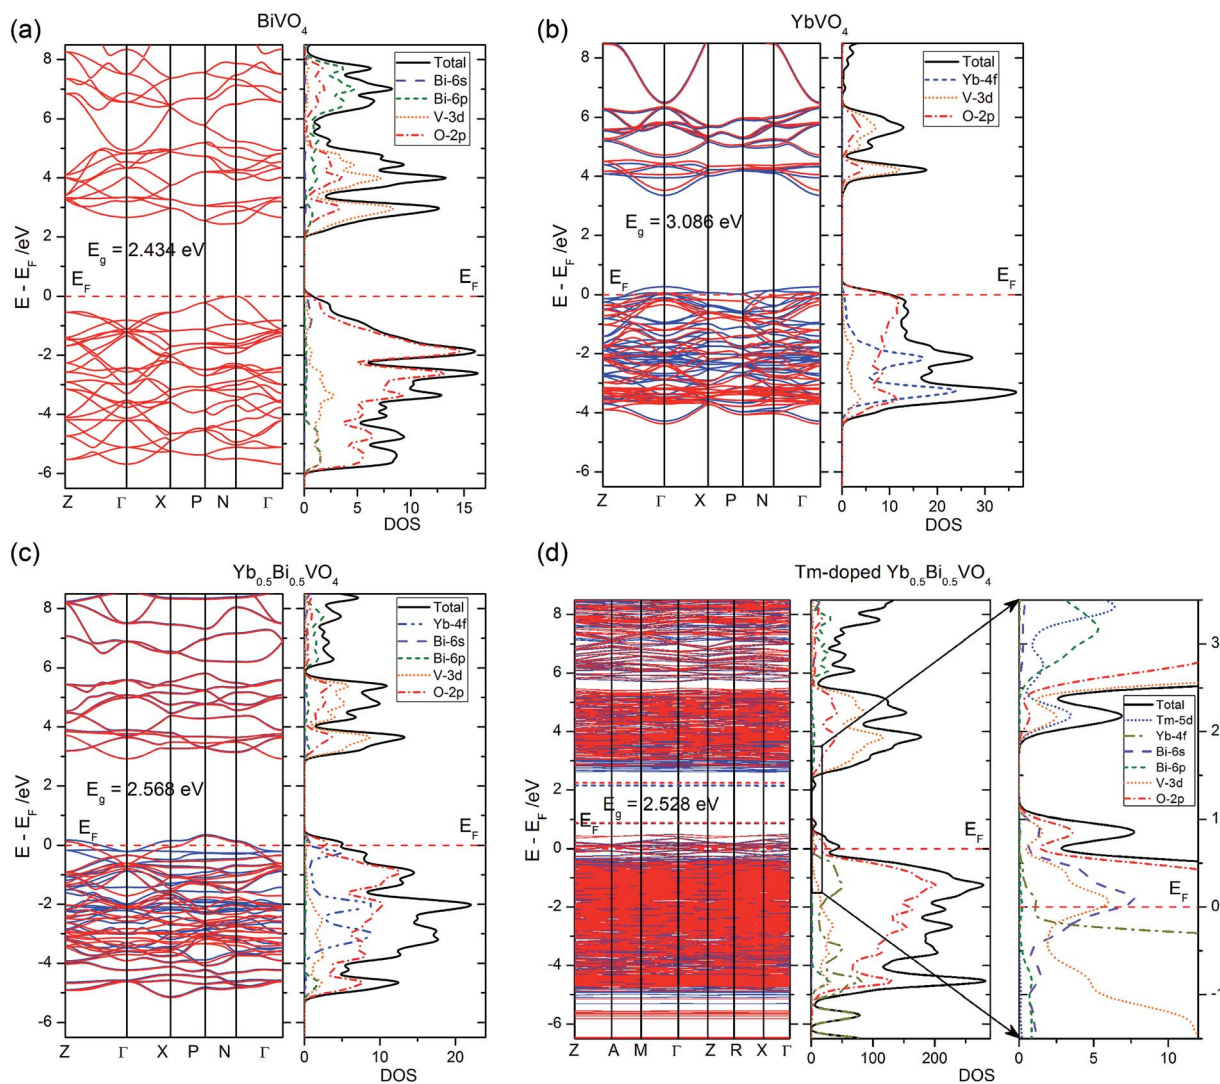 (a)
BiVO4
8
6
4
2
0
-2
-4
-6
E - EF /eV
Eg = 2.434 eV
EF
EF
Total
Bi-6s
Bi-6p
V-3d
O-2p
Z Γ X P N Γ
0 5 10 15
DOS
(b)
YbVO4
8
6
4
2
0
-2
-4
-6
E - EF /eV
Eg = 3.086 eV
EF
EF
Total
Yb-4f
V-3d
O-2p
Z Γ X P N Γ
0 10 20 30
DOS
(c)
Yb0.5Bi0.5VO4
8
6
4
2
0
-2
-4
-6
E - EF /eV
Eg = 2.568 eV
EF
EF
Total
Yb-4f
Bi-6s
Bi-6p
V-3d
O-2p
Z Γ X P N Γ
0 10 20
DOS
(d)
Tm-doped Yb0.5Bi0.5VO4
8
6
4
2
0
-2
-4
-6
E - EF /eV
Eg = 2.528 eV
EF
EF
Z A M Γ Z R X Γ
0 100 200
DOS
Total
Tm-5d
Yb-4f
Bi-6s
Bi-6p
V-3d
O-2p
EF
3
2
1
0
-1
0 5 10